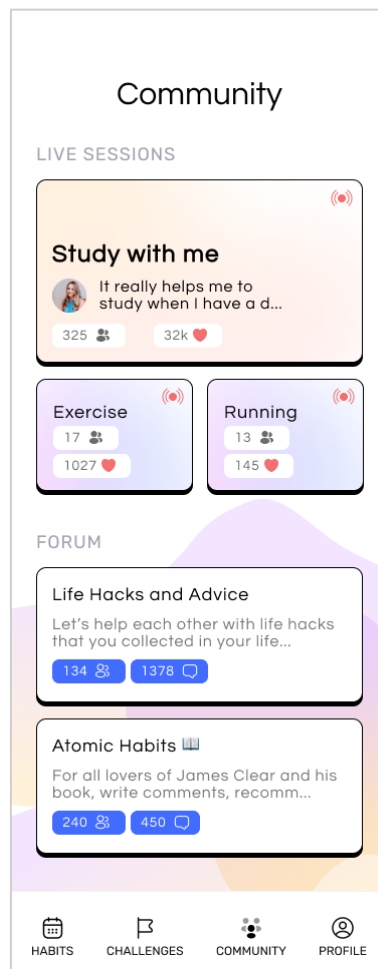 Community
LIVE SESSIONS
Study with me
It really helps me to
study when I have a d...
325
32k
Exercise
17
1027
Running
13
145
FORUM
Life Hacks and Advice
Let's help each other with life hacks
that you collected in your life...
134
1378
Atomic Habits
For all lovers of James Clear and his
book, write comments, recomm...
240
450
HABITS
CHALLENGES
COMMUNITY
PROFILE